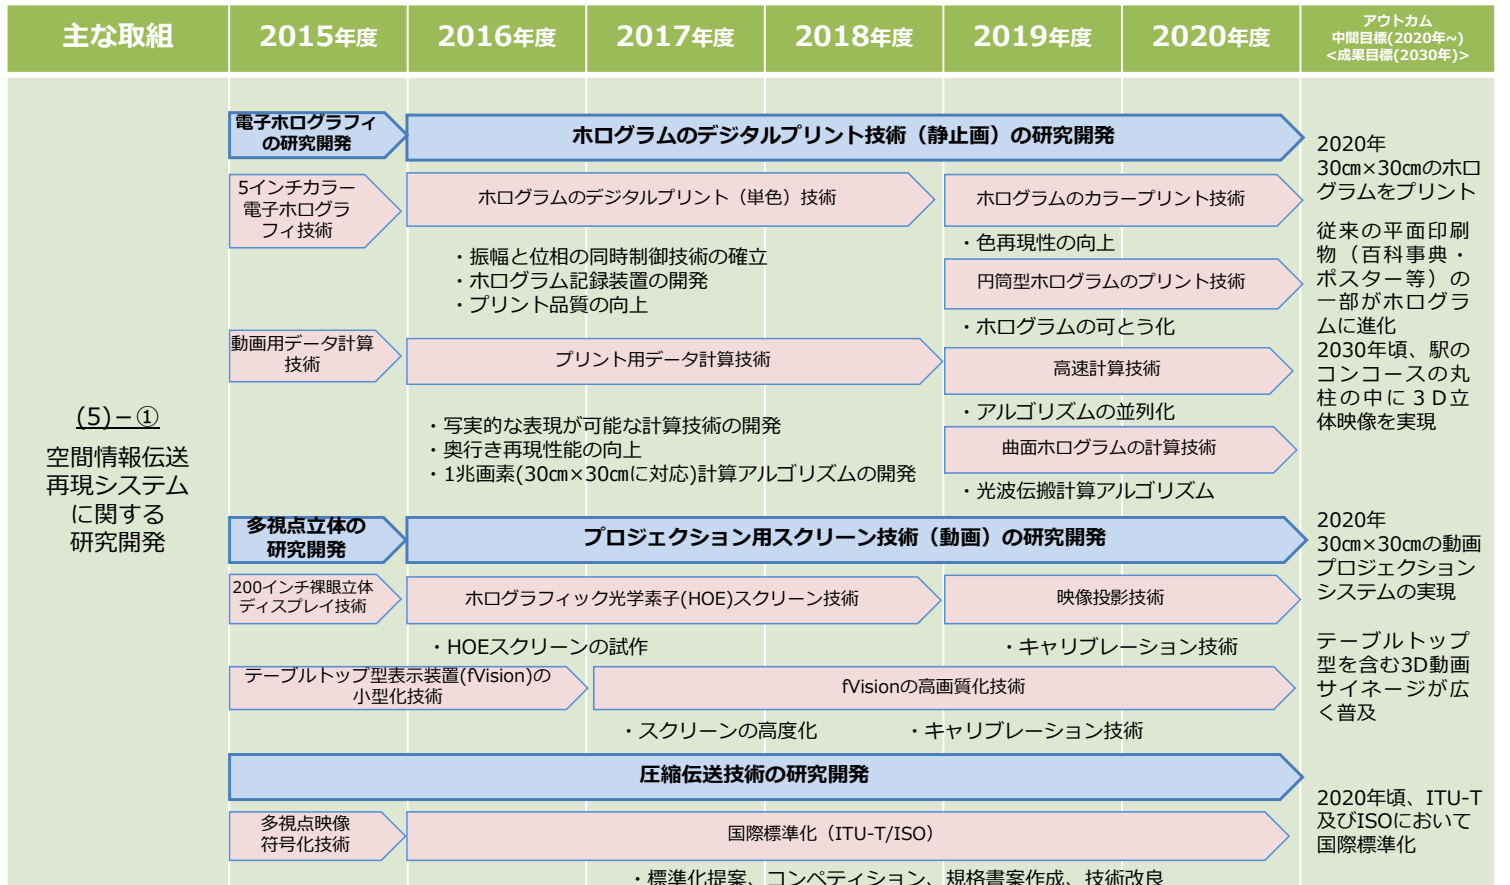 主な取組
2015年度
2016年度
2017年度
2018年度
2019年度
2020年度
アウトカム
中間目標(2020年~)
<成果目標(2030年)>
(5)－①
空間情報伝送
再現システム
に関する
研究開発
電子ホログラフィ
の研究開発
ホログラムのデジタルプリント技術（静止画）の研究開発
5インチカラー
電子ホログラ
フィ技術
ホログラムのデジタルプリント（単色）技術
ホログラムのカラープリント技術
・振幅と位相の同時制御技術の確立
・ホログラム記録装置の開発
・プリント品質の向上
・色再現性の向上
円筒型ホログラムのプリント技術
・ホログラムの可とう化
動画用データ計算
技術
プリント用データ計算技術
高速計算技術
・写実的な表現が可能な計算技術の開発
・奥行き再現性能の向上
・1兆画素(30㎝×30㎝に対応)計算アルゴリズムの開発
・アルゴリズムの並列化
曲面ホログラムの計算技術
・光波伝搬計算アルゴリズム
2020年
30㎝×30㎝のホロ
グラムをプリント
従来の平面印刷
物（百科事典・
ポスター等）の
一部がホログラ
ムに進化
2030年頃、駅の
コンコースの丸
柱の中に３Ｄ立
体映像を実現
多視点立体の
研究開発
プロジェクション用スクリーン技術（動画）の研究開発
200インチ裸眼立体
ディスプレイ技術
ホログラフィック光学素子(HOE)スクリーン技術
映像投影技術
・HOEスクリーンの試作
・キャリブレーション技術
テーブルトップ型表示装置(fVision)の
小型化技術
fVisionの高画質化技術
・スクリーンの高度化
・キャリブレーション技術
2020年
30㎝×30㎝の動画
プロジェクション
システムの実現
テーブルトップ
型を含む3D動画
サイネージが広
く普及
圧縮伝送技術の研究開発
多視点映像
符号化技術
国際標準化（ITU-T/ISO）
・標準化提案、コンペティション、規格書案作成、技術改良
2020年頃、ITU-T
及びISOにおいて
国際標準化